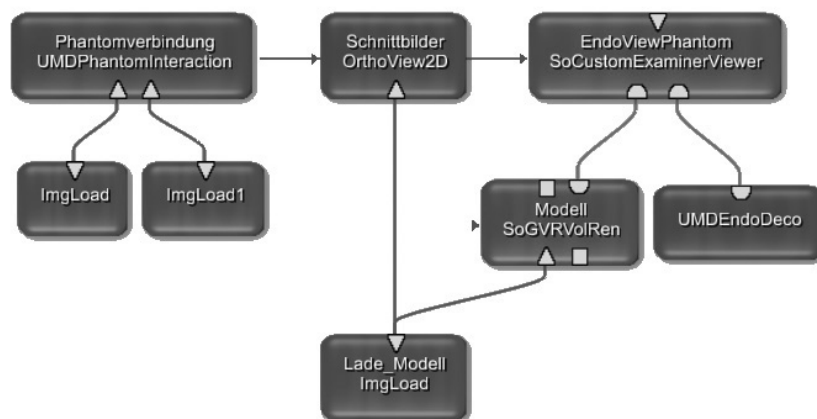 Phantomverbindung
UMDPhantomInteraction
Schnittbilder
OrthoView2D
EndoViewPhantom
SoCustomExaminerViewer
ImgLoad
ImgLoad1
Modell
SoGVRVolRen
UMDEndoDeco
Lade_Modell
ImgLoad